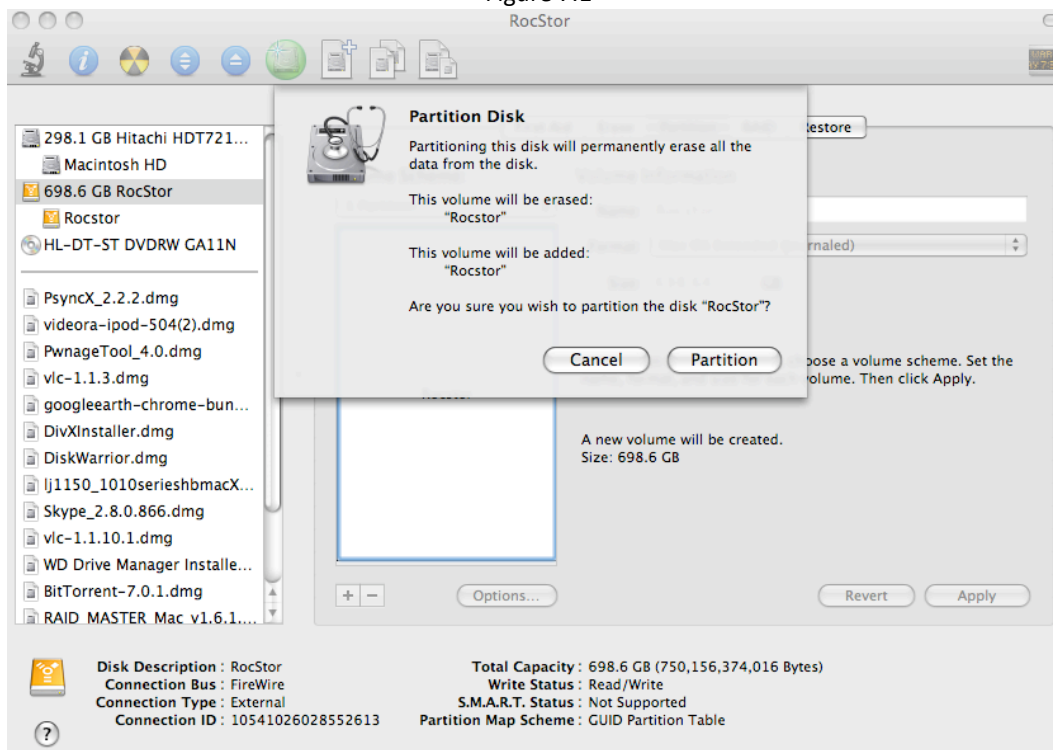 RocStor
298.1 GB Hitachi HDT721...
Macintosh HD
698.6 GB RocStor
Rocstor
HL-DT-ST DVDRW GA11N
PsyncX_2.2.2.dmg
videora-ipod-504(2).dmg
PwnageTool_4.0.dmg
vlc-1.1.3.dmg
googleearth-chrome-bun...
DivXInstaller.dmg
DiskWarrior.dmg
lj1150_1010serieshbmacX...
Skype_2.8.0.866.dmg
vlc-1.1.10.1.dmg
WD Drive Manager Installe...
BitTorrent-7.0.1.dmg
RAID MASTER Mac v1.6.1....
Partition Disk
Partitioning this disk will permanently erase all the
data from the disk.
This volume will be erased:
“Rocstor”
This volume will be added:
“Rocstor”
Are you sure you wish to partition the disk “RocStor”?
Cancel Partition
Restore
rnaled)
oose a volume scheme. Set the
olume. Then click Apply.
A new volume will be created.
Size: 698.6 GB
+ − Options... Revert Apply
Disk Description : RocStor
Connection Bus : FireWire
Connection Type : External
Connection ID : 10541026028552613
Total Capacity : 698.6 GB (750,156,374,016 Bytes)
Write Status : Read/Write
S.M.A.R.T. Status : Not Supported
Partition Map Scheme : GUID Partition Table
?